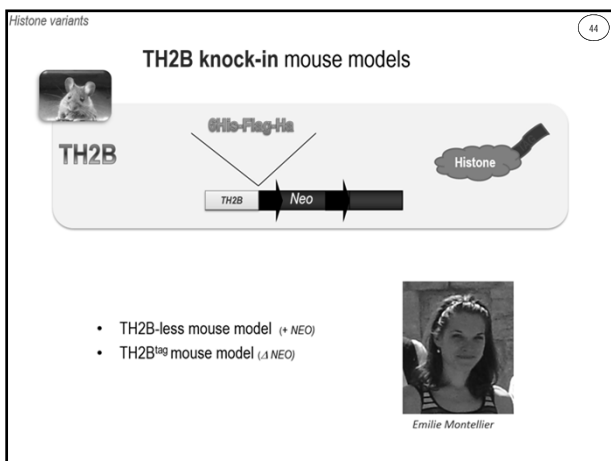 Histone variants
44
TH2B knock-in mouse models
6His-Flag-Ha
TH2B
Histone
TH2B
Neo
• TH2B-less mouse model (+ NEO)
• TH2Btag mouse model (Δ NEO)
Emilie Montellier